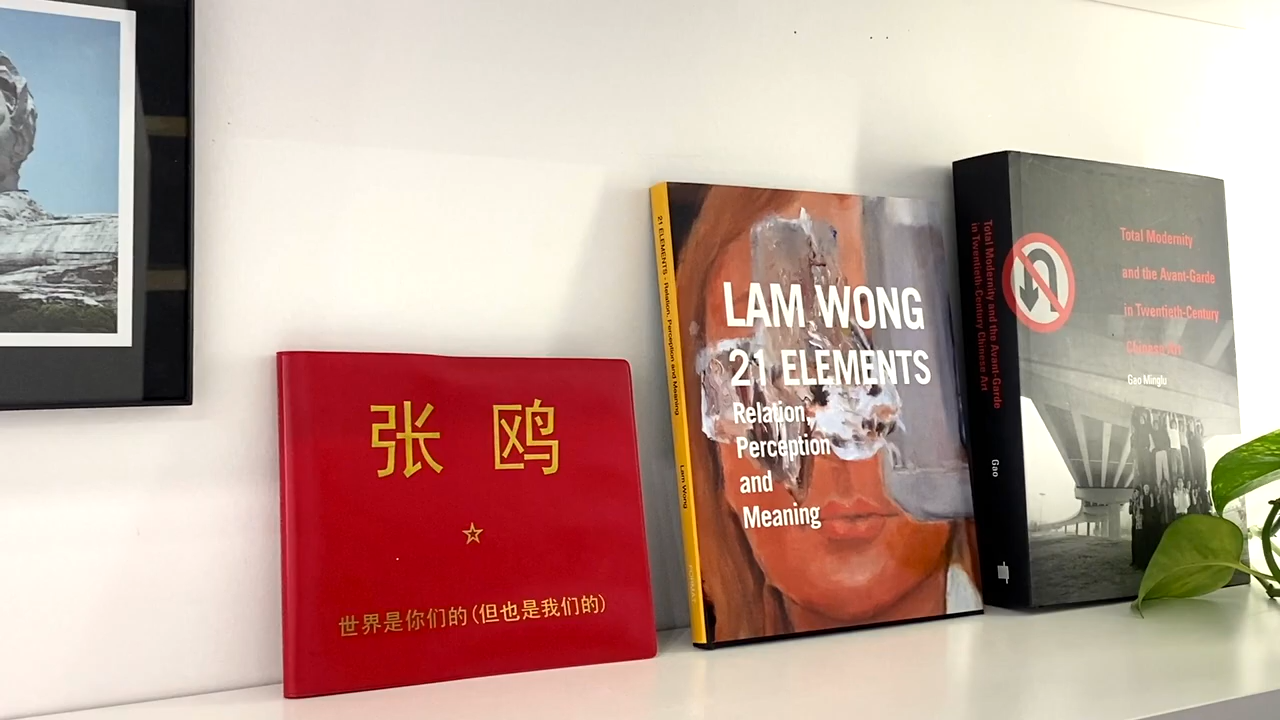 张 鸥
世界是你们的(但也是我们的)
21 ELEMENTS - Relation, Perception and Meaning
Lam Wong
LAM WONG
21 ELEMENTS
Relation,
Perception
and
Meaning
Total Modernity and the Avant-Garde
in Twentieth-Century Chinese Art
Gao
Total Modernity
and the Avant-Garde
in Twentieth-Century
Chinese Art
Gao Minglu